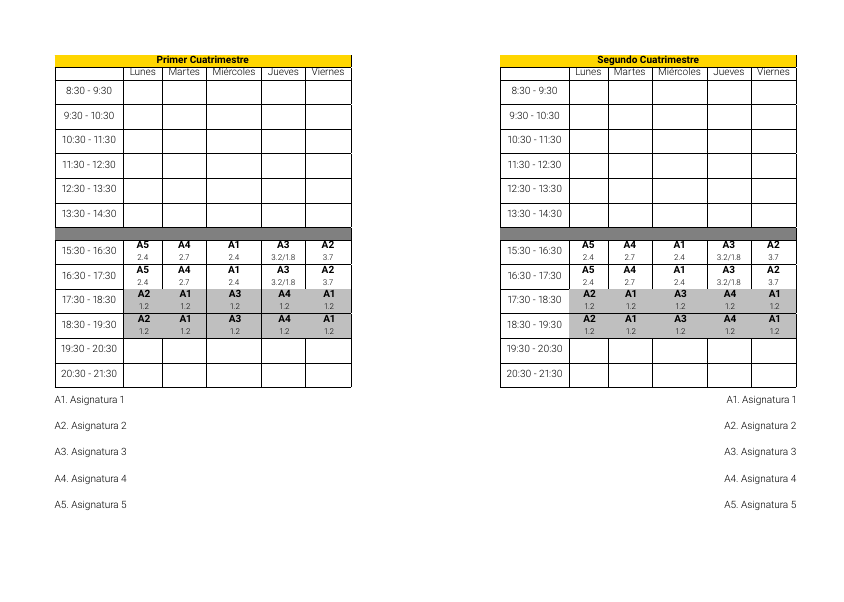 Primer Cuatrimestre
Lunes Martes Miércoles Jueves Viernes
8:30 - 9:30
9:30 - 10:30
10:30 - 11:30
11:30 - 12:30
12:30 - 13:30
13:30 - 14:30
15:30 - 16:30 A5 A4 A1 A3 A2
2.4 2.7 2.4 3.2/1.8 3.7
16:30 - 17:30 A5 A4 A1 A3 A2
2.4 2.7 2.4 3.2/1.8 3.7
17:30 - 18:30 A2 A1 A3 A4 A1
1.2 1.2 1.2 1.2 1.2
18:30 - 19:30 A2 A1 A3 A4 A1
1.2 1.2 1.2 1.2 1.2
19:30 - 20:30
20:30 - 21:30
A1. Asignatura 1
A2. Asignatura 2
A3. Asignatura 3
A4. Asignatura 4
A5. Asignatura 5
Segundo Cuatrimestre
Lunes Martes Miércoles Jueves Viernes
8:30 - 9:30
9:30 - 10:30
10:30 - 11:30
11:30 - 12:30
12:30 - 13:30
13:30 - 14:30
15:30 - 16:30 A5 A4 A1 A3 A2
2.4 2.7 2.4 3.2/1.8 3.7
16:30 - 17:30 A5 A4 A1 A3 A2
2.4 2.7 2.4 3.2/1.8 3.7
17:30 - 18:30 A2 A1 A3 A4 A1
1.2 1.2 1.2 1.2 1.2
18:30 - 19:30 A2 A1 A3 A4 A1
1.2 1.2 1.2 1.2 1.2
19:30 - 20:30
20:30 - 21:30
A1. Asignatura 1
A2. Asignatura 2
A3. Asignatura 3
A4. Asignatura 4
A5. Asignatura 5